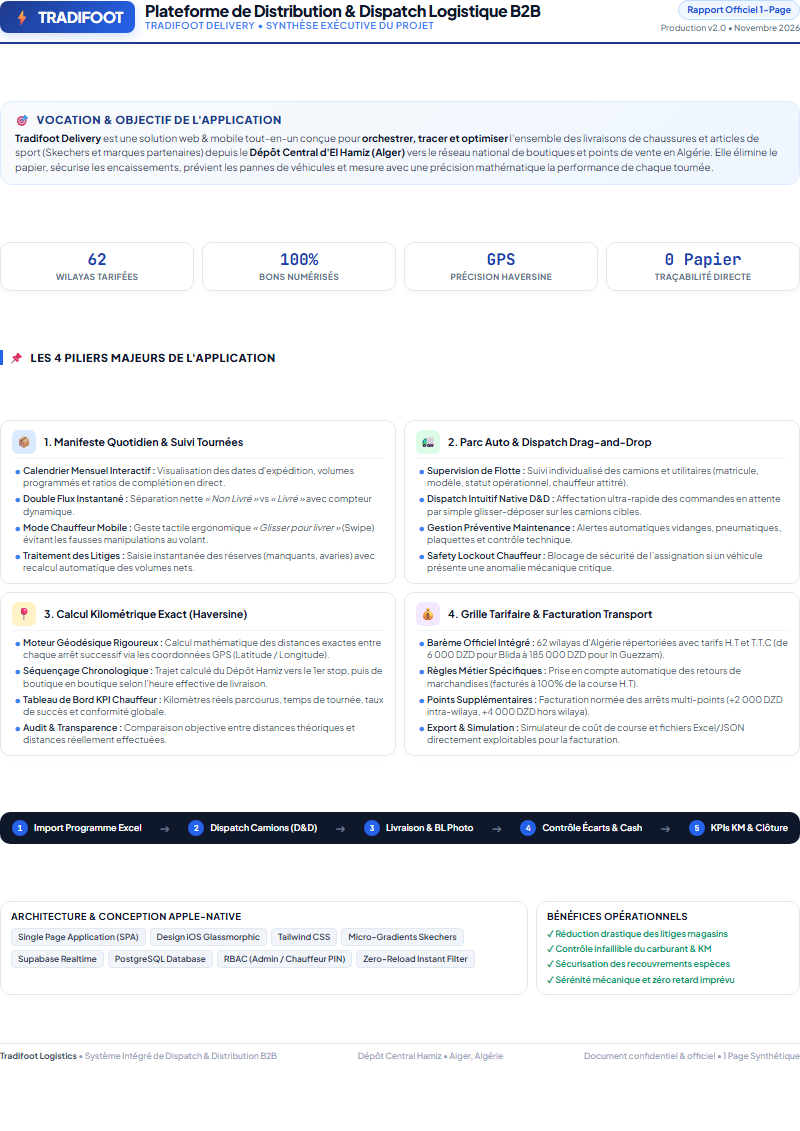 TRADIFOOT
Plateforme de Distribution & Dispatch Logistique B2B
TRADIFOOT DELIVERY • SYNTHÈSE EXÉCUTIVE DU PROJET
Rapport Officiel 1-Page
Production v2.0 • Novembre 2026
VOCATION & OBJECTIF DE L'APPLICATION
Tradifoot Delivery est une solution web & mobile tout-en-un conçue pour orchestrer, tracer et optimiser l'ensemble des livraisons de chaussures et articles de
sport (Skechers et marques partenaires) depuis le Dépôt Central d'El Hamiz (Alger) vers le réseau national de boutiques et points de vente en Algérie. Elle élimine le
papier, sécurise les encaissements, prévient les pannes de véhicules et mesure avec une précision mathématique la performance de chaque tournée.
62
WILAYAS TARIFÉES
100%
BONS NUMÉRISÉS
GPS
PRÉCISION HAVERSINE
0 Papier
TRAÇABILITÉ DIRECTE
LES 4 PILIERS MAJEURS DE L'APPLICATION
1. Manifeste Quotidien & Suivi Tournées
• Calendrier Mensuel Interactif : Visualisation des dates d'expédition, volumes
programmés et ratios de complétion en direct.
• Double Flux Instantané : Séparation nette « Non Livré » vs « Livré » avec compteur
dynamique.
• Mode Chauffeur Mobile : Geste tactile ergonomique « Glisser pour livrer » (Swipe)
évitant les fausses manipulations au volant.
• Traitement des Litiges : Saisie instantanée des réserves (manquants, avaries) avec
recalcul automatique des volumes nets.
2. Parc Auto & Dispatch Drag-and-Drop
• Supervision de Flotte : Suivi individualisé des camions et utilitaires (matricule,
modèle, statut opérationnel, chauffeur attitré).
• Dispatch Intuitif Native D&D : Affectation ultra-rapide des commandes en attente
par simple glisser-déposer sur les camions cibles.
• Gestion Préventive Maintenance : Alertes automatiques vidanges, pneumatiques,
plaquettes et contrôle technique.
• Safety Lockout Chauffeur : Blocage de sécurité de l'assignation si un véhicule
présente une anomalie mécanique critique.
3. Calcul Kilométrique Exact (Haversine)
• Moteur Géodésique Rigoureux : Calcul mathématique des distances exactes entre
chaque arrêt successif via les coordonnées GPS (Latitude / Longitude).
• Séquençage Chronologique : Trajet calculé du Dépôt Hamiz vers le 1er stop, puis de
boutique en boutique selon l'heure effective de livraison.
• Tableau de Bord KPI Chauffeur : Kilomètres réels parcourus, temps de tournée, taux
de succès et conformité globale.
• Audit & Transparence : Comparaison objective entre distances théoriques et
distances réellement effectuées.
4. Grille Tarifaire & Facturation Transport
• Barème Officiel Intégré : 62 wilayas d'Algérie répertoriées avec tarifs H.T et T.T.C (de
6 000 DZD pour Blida à 185 000 DZD pour In Guezzam).
• Règles Métier Spécifiques : Prise en compte automatique des retours de
marchandises (facturés à 100% de la course H.T).
• Points Supplémentaires : Facturation normée des arrêts multi-points (+2 000 DZD
intra-wilaya, +4 000 DZD hors wilaya).
• Export & Simulation : Simulateur de coût de course et fichiers Excel/JSON
directement exploitables pour la facturation.
1 Import Programme Excel → 2 Dispatch Camions (D&D) → 3 Livraison & BL Photo → 4 Contrôle Écarts & Cash → 5 KPIs KM & Clôture
ARCHITECTURE & CONCEPTION APPLE-NATIVE
Single Page Application (SPA) Design iOS Glassmorphic Tailwind CSS Micro-Gradients Skechers
Supabase Realtime PostgreSQL Database RBAC (Admin / Chauffeur PIN) Zero-Reload Instant Filter
BÉNÉFICES OPÉRATIONNELS
✓ Réduction drastique des litiges magasins
✓ Contrôle infaillible du carburant & KM
✓ Sécurisation des recouvrements espèces
✓ Sérénité mécanique et zéro retard imprévu
Tradifoot Logistics • Système Intégré de Dispatch & Distribution B2B
Dépôt Central Hamiz • Alger, Algérie
Document confidentiel & officiel • 1 Page Synthétique